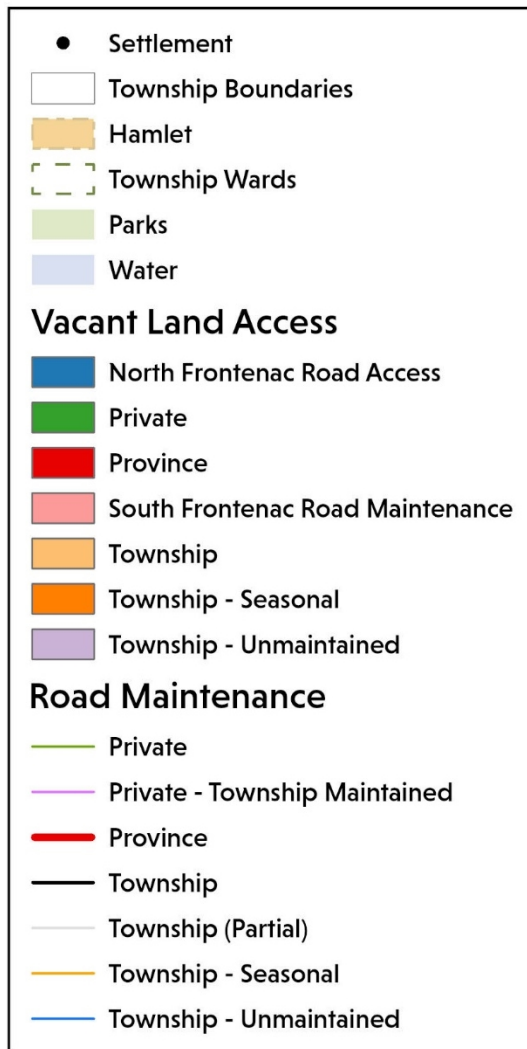 Settlement
Township Boundaries
Hamlet
Township Wards
Parks
Water
Vacant Land Access
North Frontenac Road Access
Private
Province
South Frontenac Road Maintenance
Township
Township - Seasonal
Township - Unmaintained
Road Maintenance
Private
Private - Township Maintained
Province
Township
Township (Partial)
Township - Seasonal
Township - Unmaintained